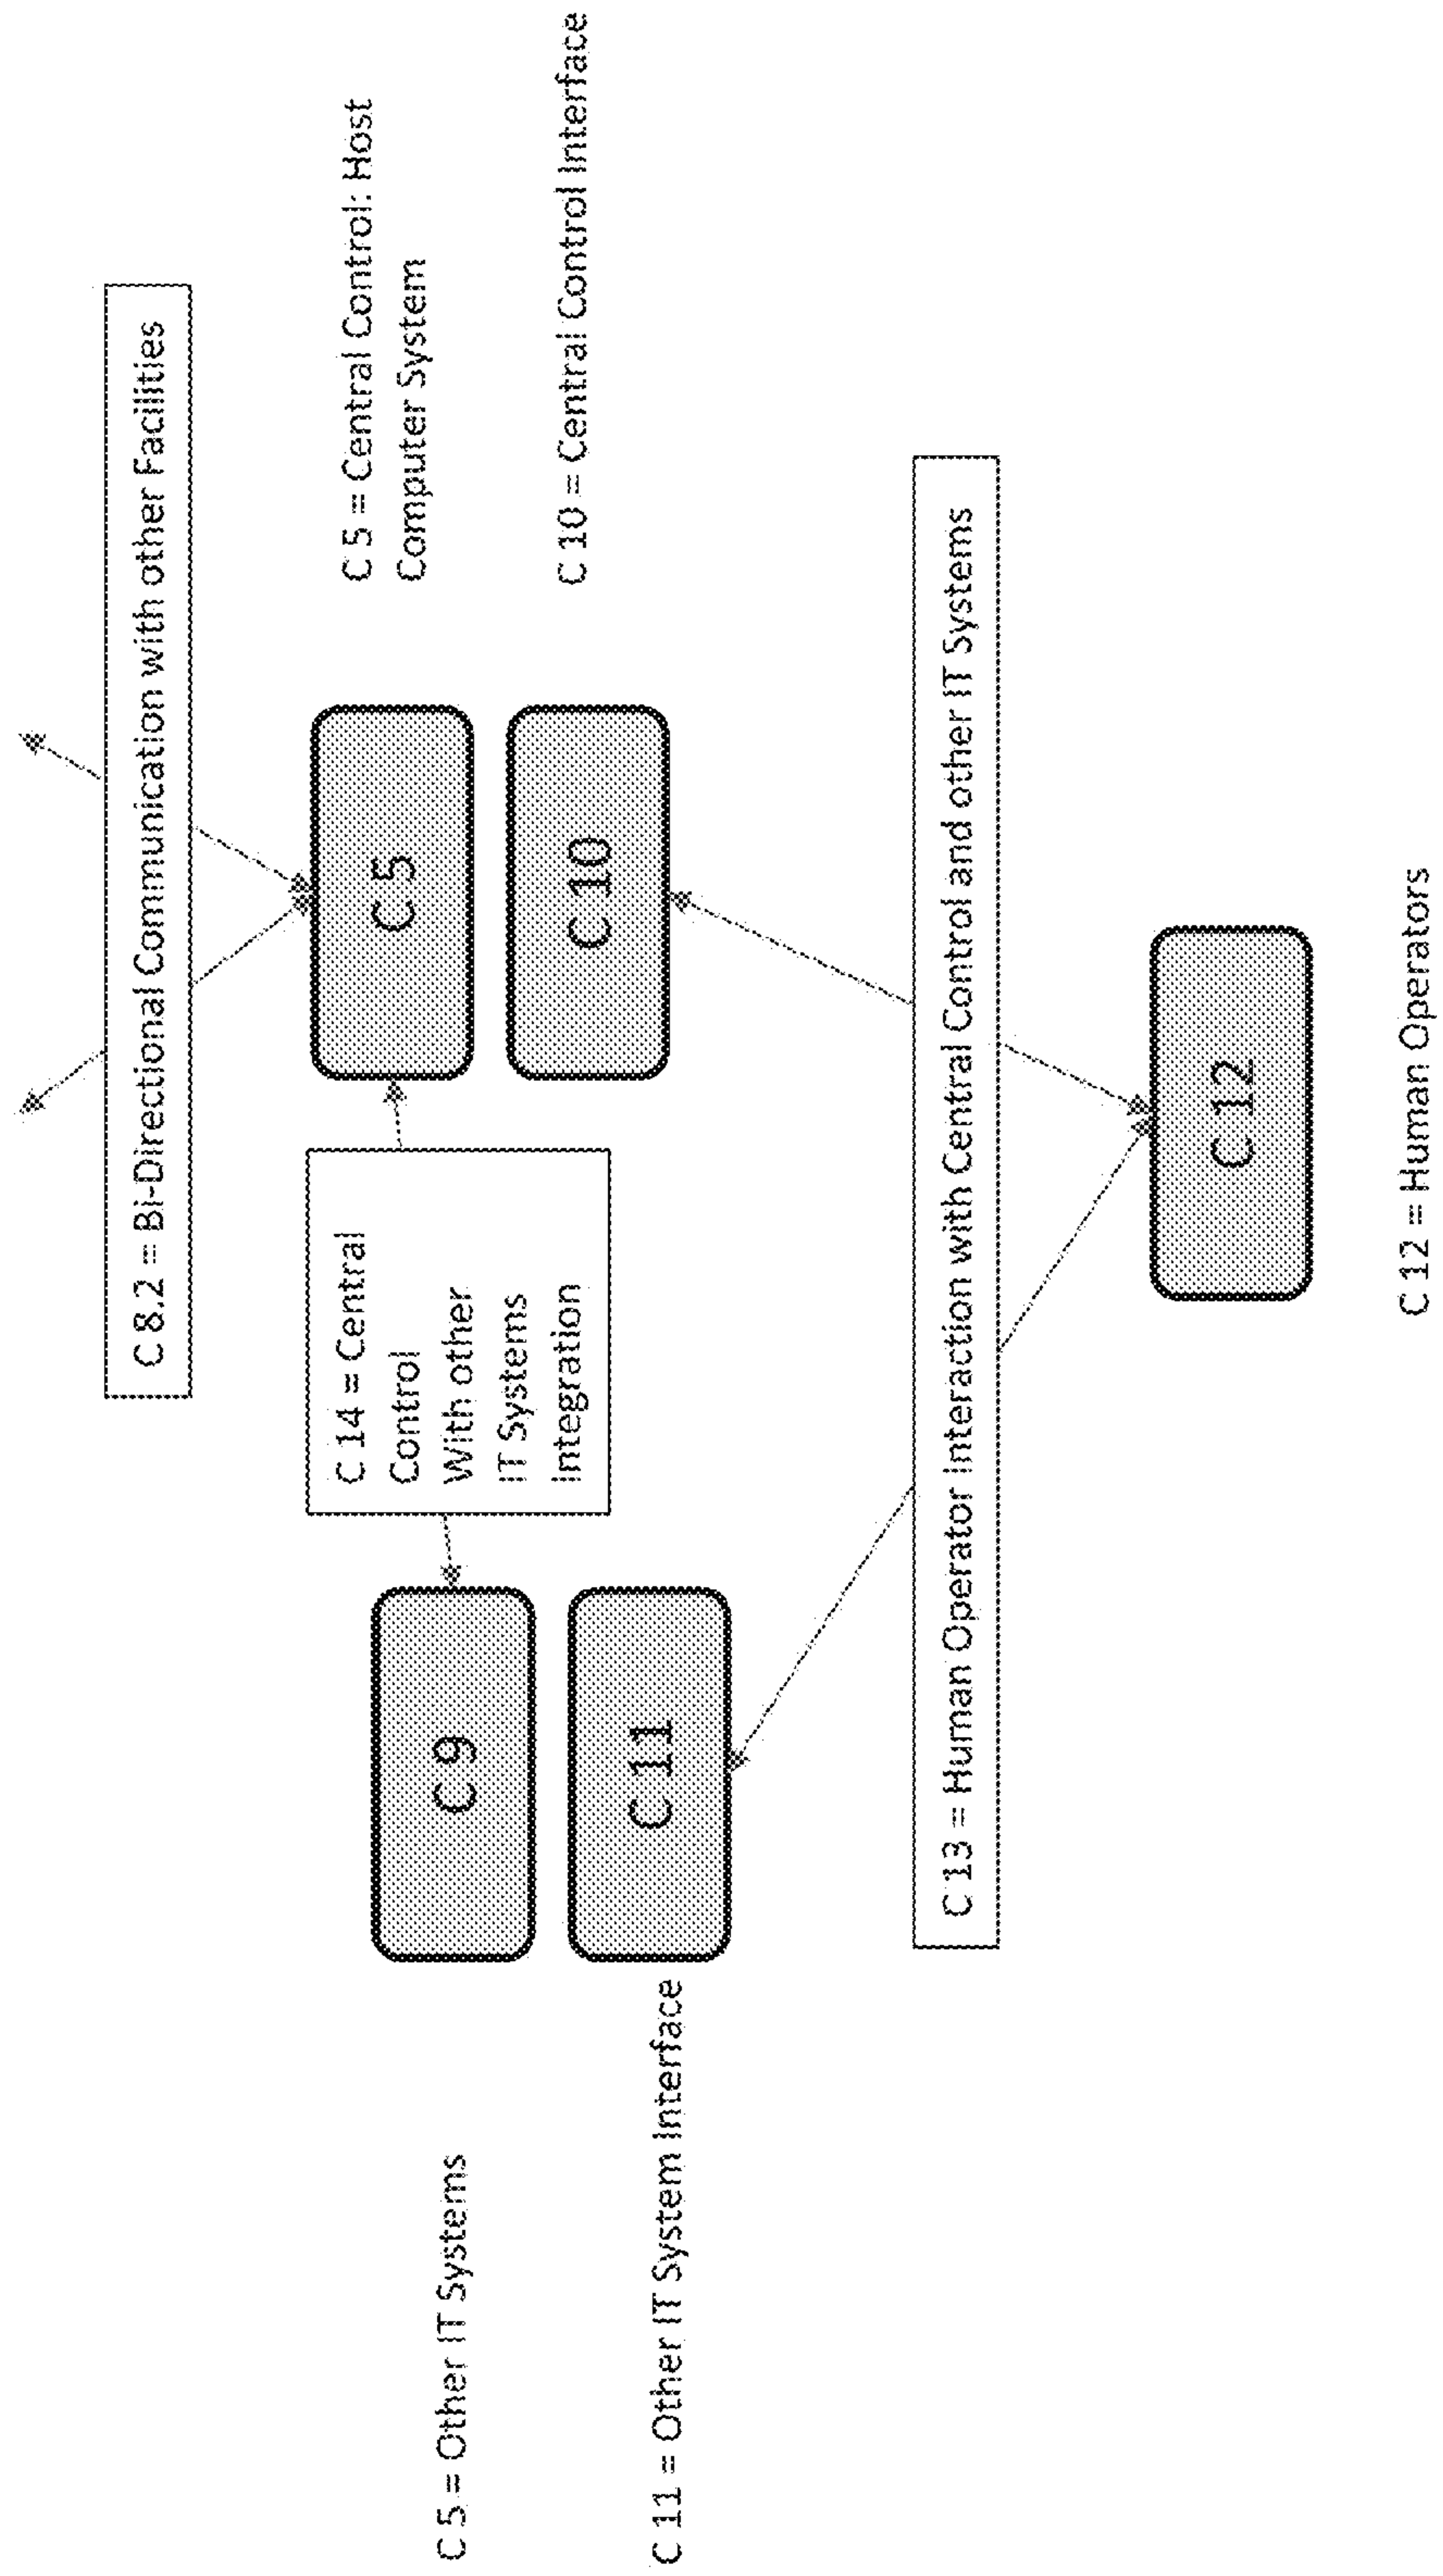 C 8.2 = Bi-Directional Communication with other Facilities
C 5 = Other IT Systems
C 9
C 14 = Central
Control
With other
IT Systems
Integration
C 5
C 5 = Central Control: Host
Computer System
C 11 = Other IT System Interface
C 11
C 10
C 10 = Central Control Interface
C 13 = Human Operator Interaction with Central Control and other IT Systems
C 12
C 12 = Human Operators